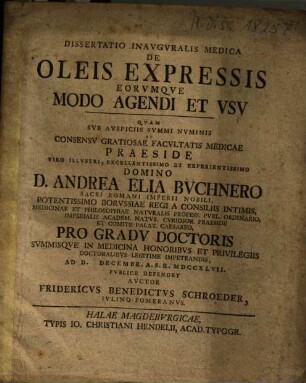 DISSERTATIO INAVGVRALIS MEDICA
DE
OLEIS EXPRESSIS
EORVMQVE
MODO AGENDI ET VSV
QVAM
SVB AVSPICIIS SVMMI NVMINIS
ET
CONSENSV GRATIOSAE FACVLTATIS MEDICAE
PRAESIDE
VIRO ILLVSTRI, EXCELLENTISSIMO ET EXPERIENTISSIMO
DOMINO
D. ANDREA ELIA BVCHNERO
SACRI ROMANI IMPERII NOBILI,
POTENTISSIMO BORVSSIAE REGI A CONSILIIS INTIMIS,
MEDICINAE ET PHILOSOPHIAE NATVRALIS PROFESS. PVBL. ORDINARIO,
IMPERIALIS ACADEM. NATVR. CVRIOSOR. PRAESIDE
ET COMITE PALAT. CAESAREO,
PRO GRADV DOCTORIS
SVMMISQVE IN MEDICINA HONORIBVS ET PRIVILEGIIS
DOCTORALIBVS LEGITIME IMPETRANDIS,
AD D. DECEMBR. A.S.R. MDCCXLVII.
PVBLICE DEFENDET
AVCTOR
FRIDERICVS BENEDICTVS SCHROEDER,
IVLINO POMERANVS.
HALAE MAGDEBVRGICAE,
TYPIS IO. CHRISTIANI HENDELII, ACAD. TYPOGR.